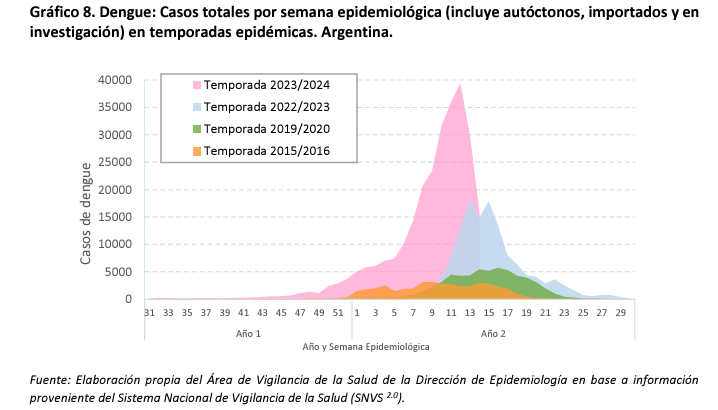 Gráfico 8. Dengue: Casos totales por semana epidemiológica (incluye autóctonos, importados y en
investigación) en temporadas epidémicas. Argentina.
40000
35000
30000
25000
20000
15000
10000
5000
0
Casos de dengue
Temporada 2023/2024
Temporada 2022/2023
Temporada 2019/2020
Temporada 2015/2016
31 33 35 37 39 41 43 45 47 49 51 1 3 5 7 9 11 13 15 17 19 21 23 25 27 29
Año 1 Año 2
Año y Semana Epidemiológica
Fuente: Elaboración propia del Área de Vigilancia de la Salud de la Dirección de Epidemiología en base a información
proveniente del Sistema Nacional de Vigilancia de la Salud (SNVS 2.0).